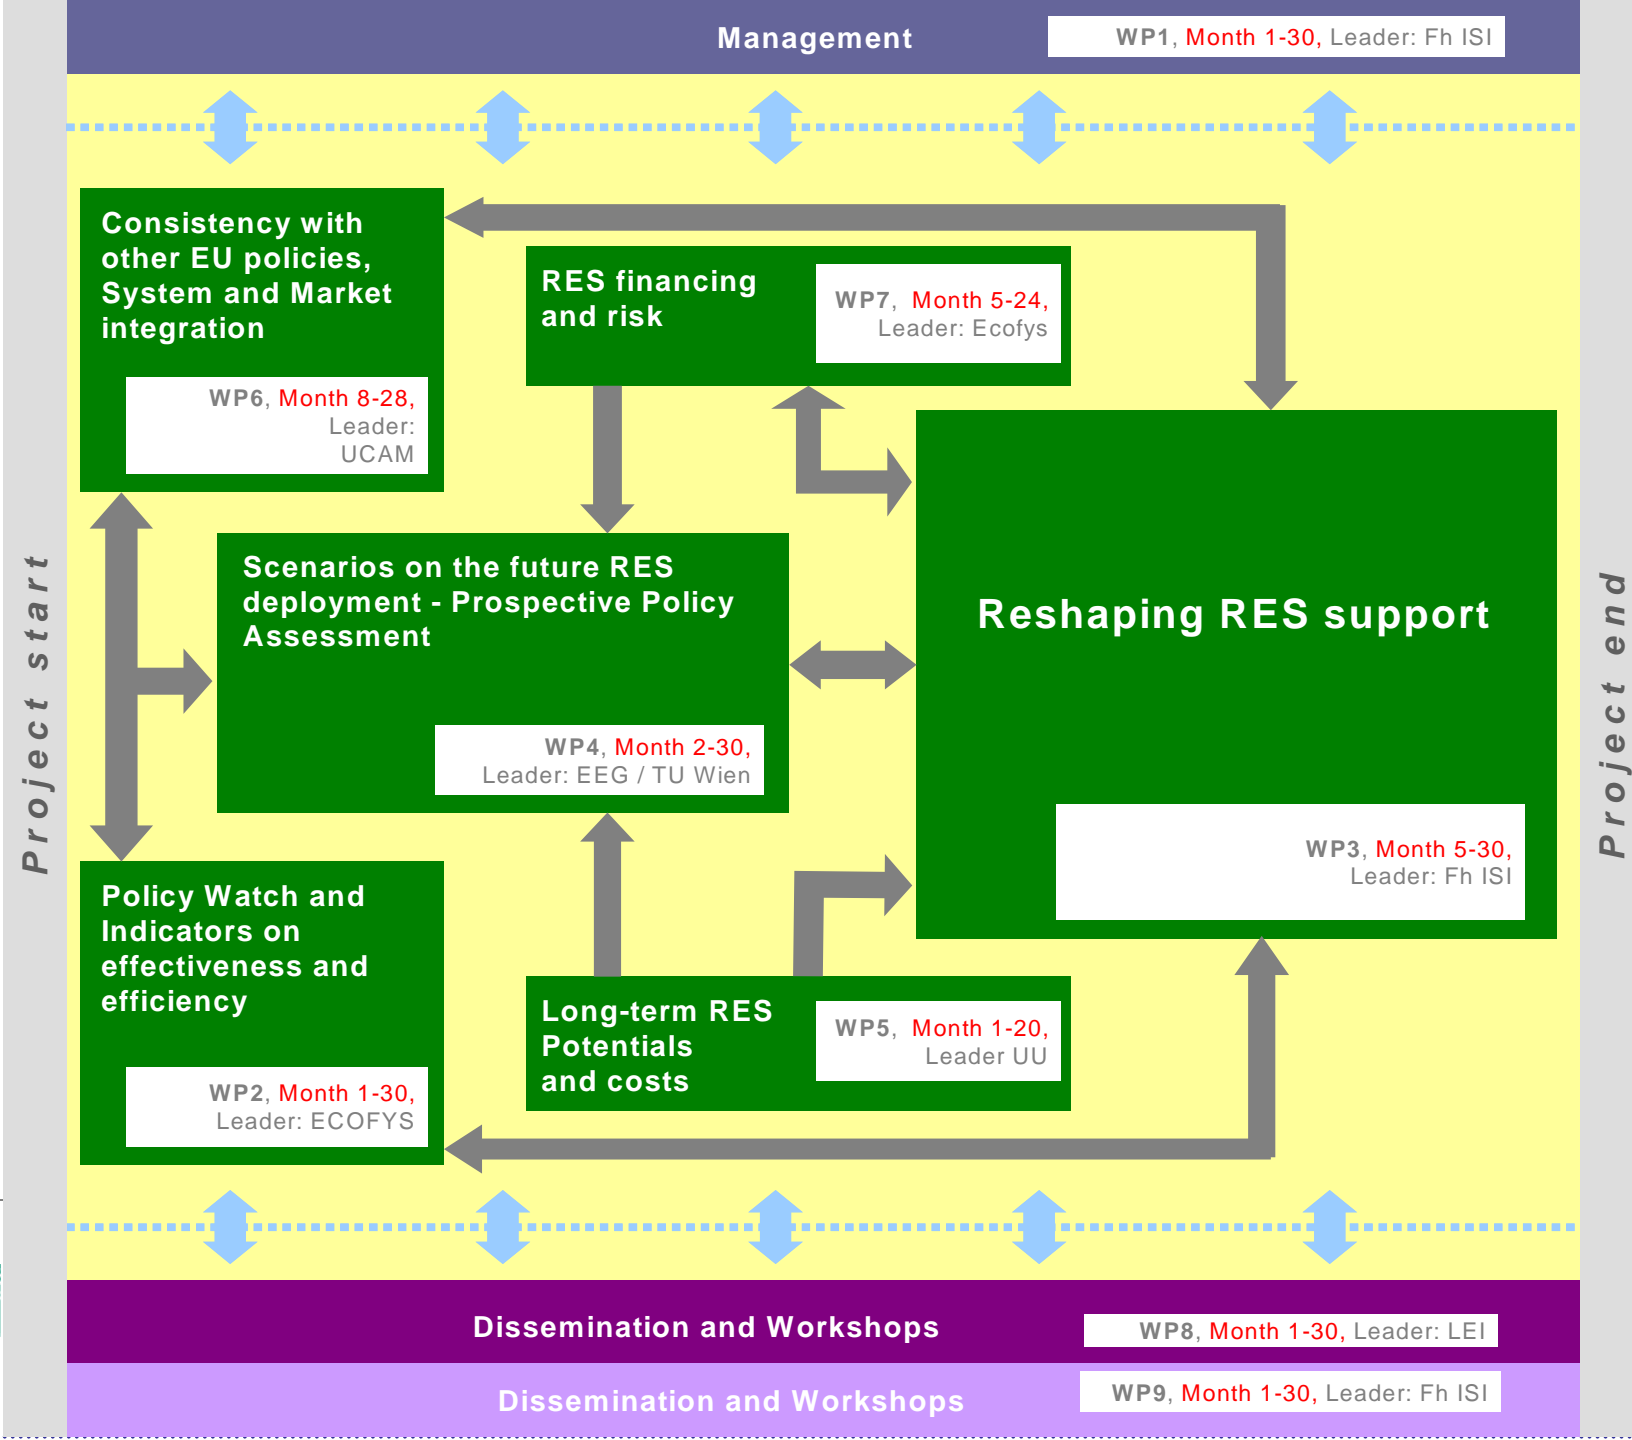 Management
WP1, Month 1-30, Leader: Fh ISI
Project start
Consistency with
other EU policies,
System and Market
integration
WP6, Month 8-28,
Leader:
UCAM
RES financing
and risk
WP7, Month 5-24,
Leader: Ecofys
Scenarios on the future RES
deployment - Prospective Policy
Assessment
WP4, Month 2-30,
Leader: EEG / TU Wien
Reshaping RES support
WP3, Month 5-30,
Leader: Fh ISI
Policy Watch and
Indicators on
effectiveness and
efficiency
WP2, Month 1-30,
Leader: ECOFYS
Long-term RES
Potentials
and costs
WP5, Month 1-20,
Leader UU
Project end
Dissemination and Workshops
WP8, Month 1-30, Leader: LEI
Dissemination and Workshops
WP9, Month 1-30, Leader: Fh ISI